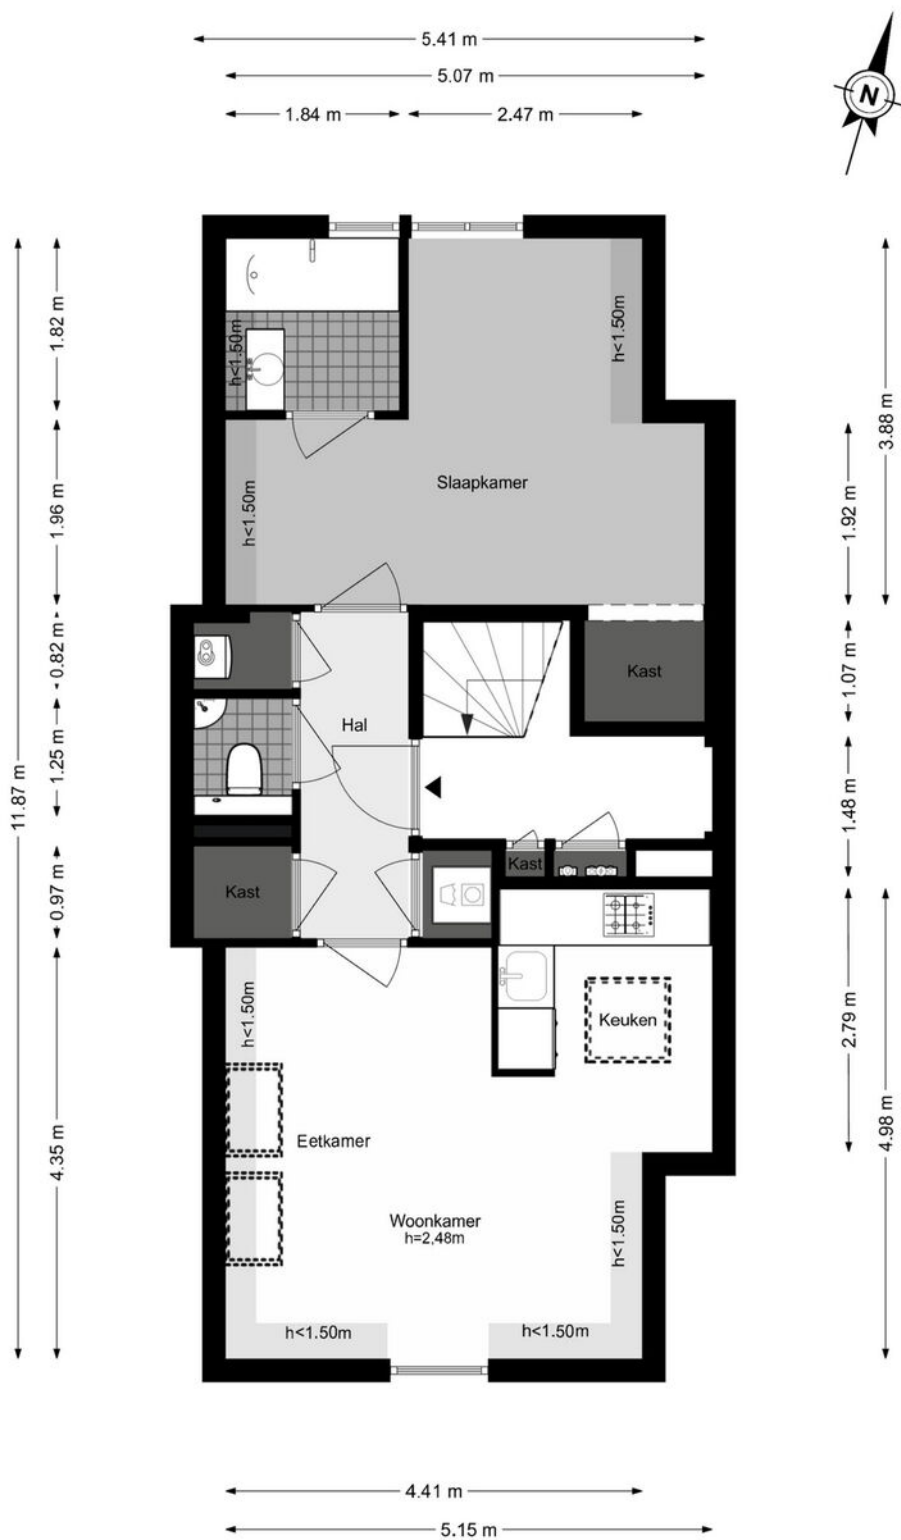 5.41 m
5.07 m
1.84 m
2.47 m
N
11.87 m
1.82 m
1.96 m
0.82 m
1.25 m
0.97 m
4.35 m
3.88 m
1.92 m
1.07 m
1.48 m
2.79 m
4.98 m
h<1.50m
h<1.50m
Slaapkamer
h<1.50m
Kast
Hal
Kast
Kast
Keuken
h<1.50m
Eetkamer
Woonkamer
h=2,48m
h<1.50m
h<1.50m
h<1.50m
4.41 m
5.15 m